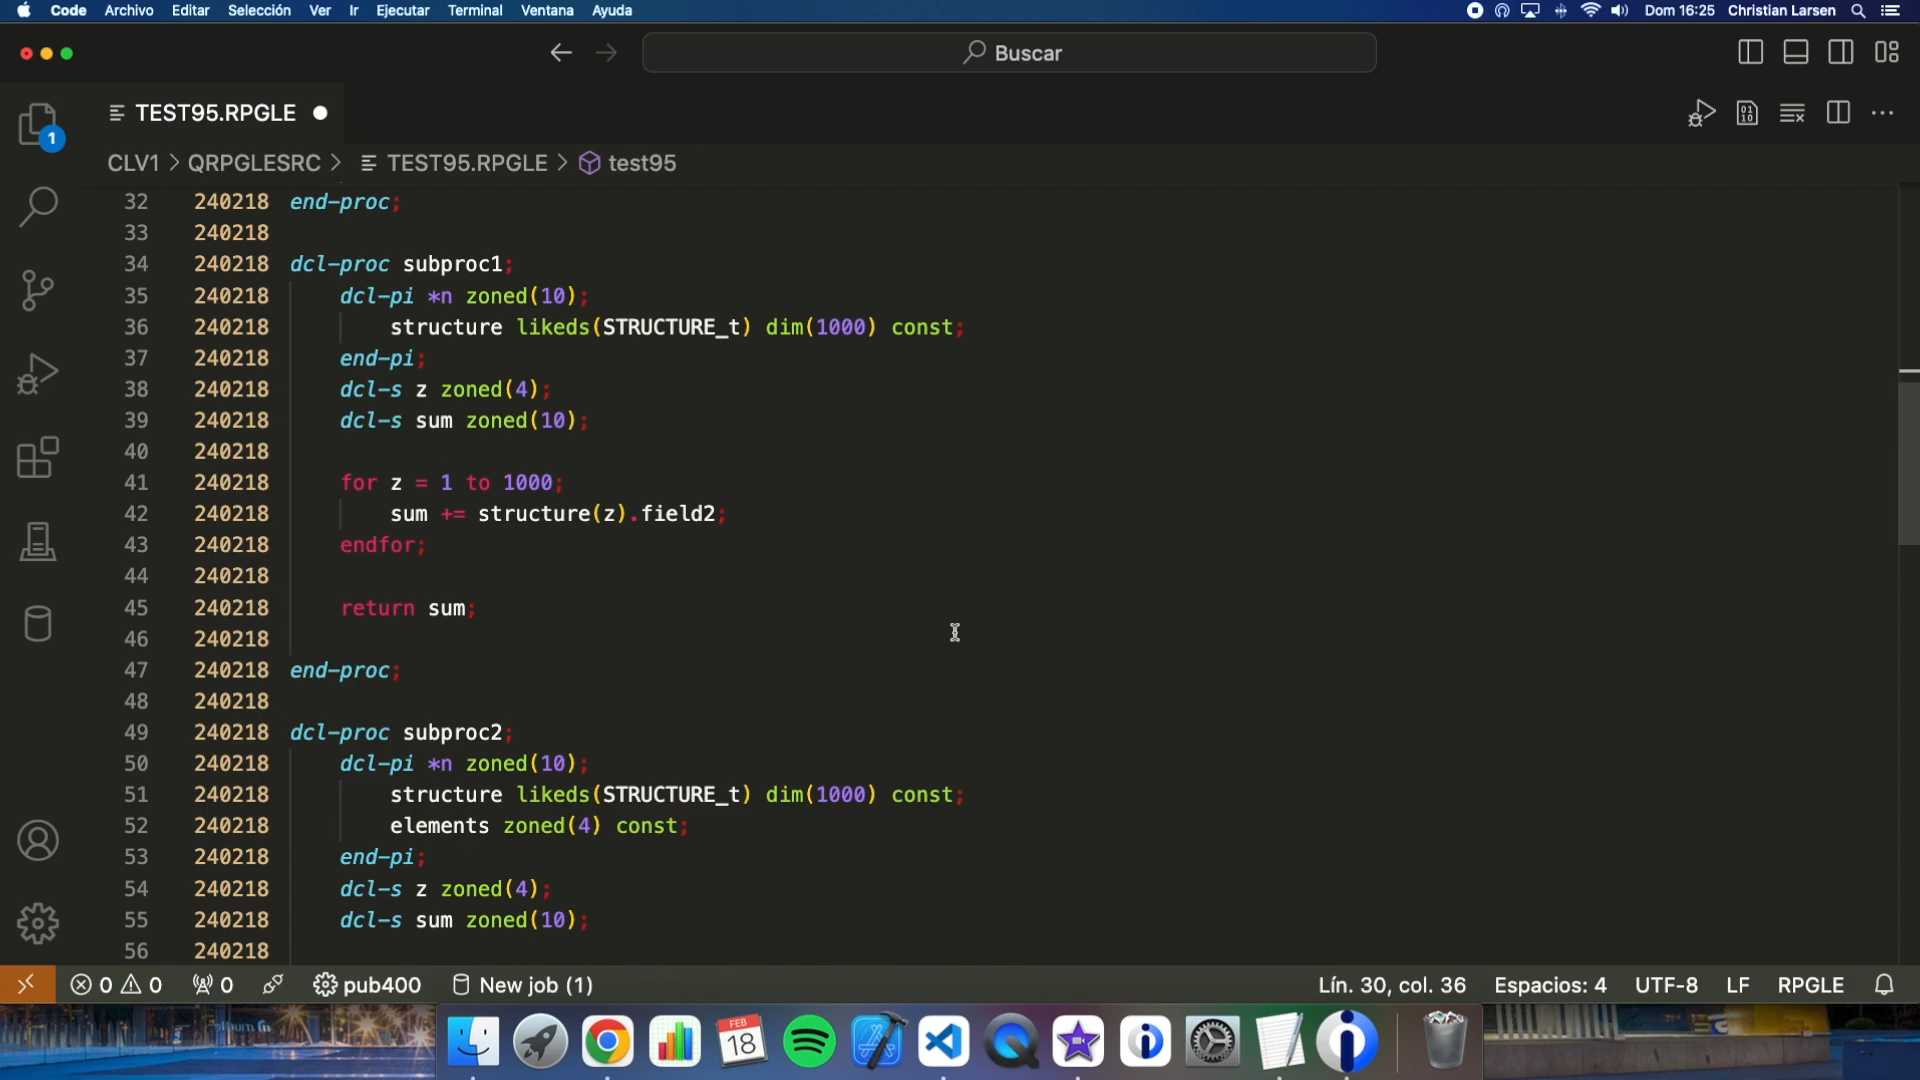 Code Archivo Editar Selección Ver Ir Ejecutar Terminal Ventana Ayuda Dom 16:25 Christian Larsen
Buscar
TEST95.RPGLE
1
CLV1 > QRPGLESRC > TEST95.RPGLE > test95
32 240218 end-proc;
33 240218
34 240218 dcl-proc subproc1;
35 240218 dcl-pi *n zoned(10);
36 240218 structure likeds(STRUCTURE_t) dim(1000) const;
37 240218 end-pi;
38 240218 dcl-s z zoned(4);
39 240218 dcl-s sum zoned(10);
40 240218
41 240218 for z = 1 to 1000;
42 240218 sum += structure(z).field2;
43 240218 endfor;
44 240218
45 240218 return sum;
46 240218
47 240218 end-proc;
48 240218
49 240218 dcl-proc subproc2;
50 240218 dcl-pi *n zoned(10);
51 240218 structure likeds(STRUCTURE_t) dim(1000) const;
52 240218 elements zoned(4) const;
53 240218 end-pi;
54 240218 dcl-s z zoned(4);
55 240218 dcl-s sum zoned(10);
56 240218
0 0 0 pub400 New job (1) Lín. 30, col. 36 Espacios: 4 UTF-8 LF RPGLE
FEB
18